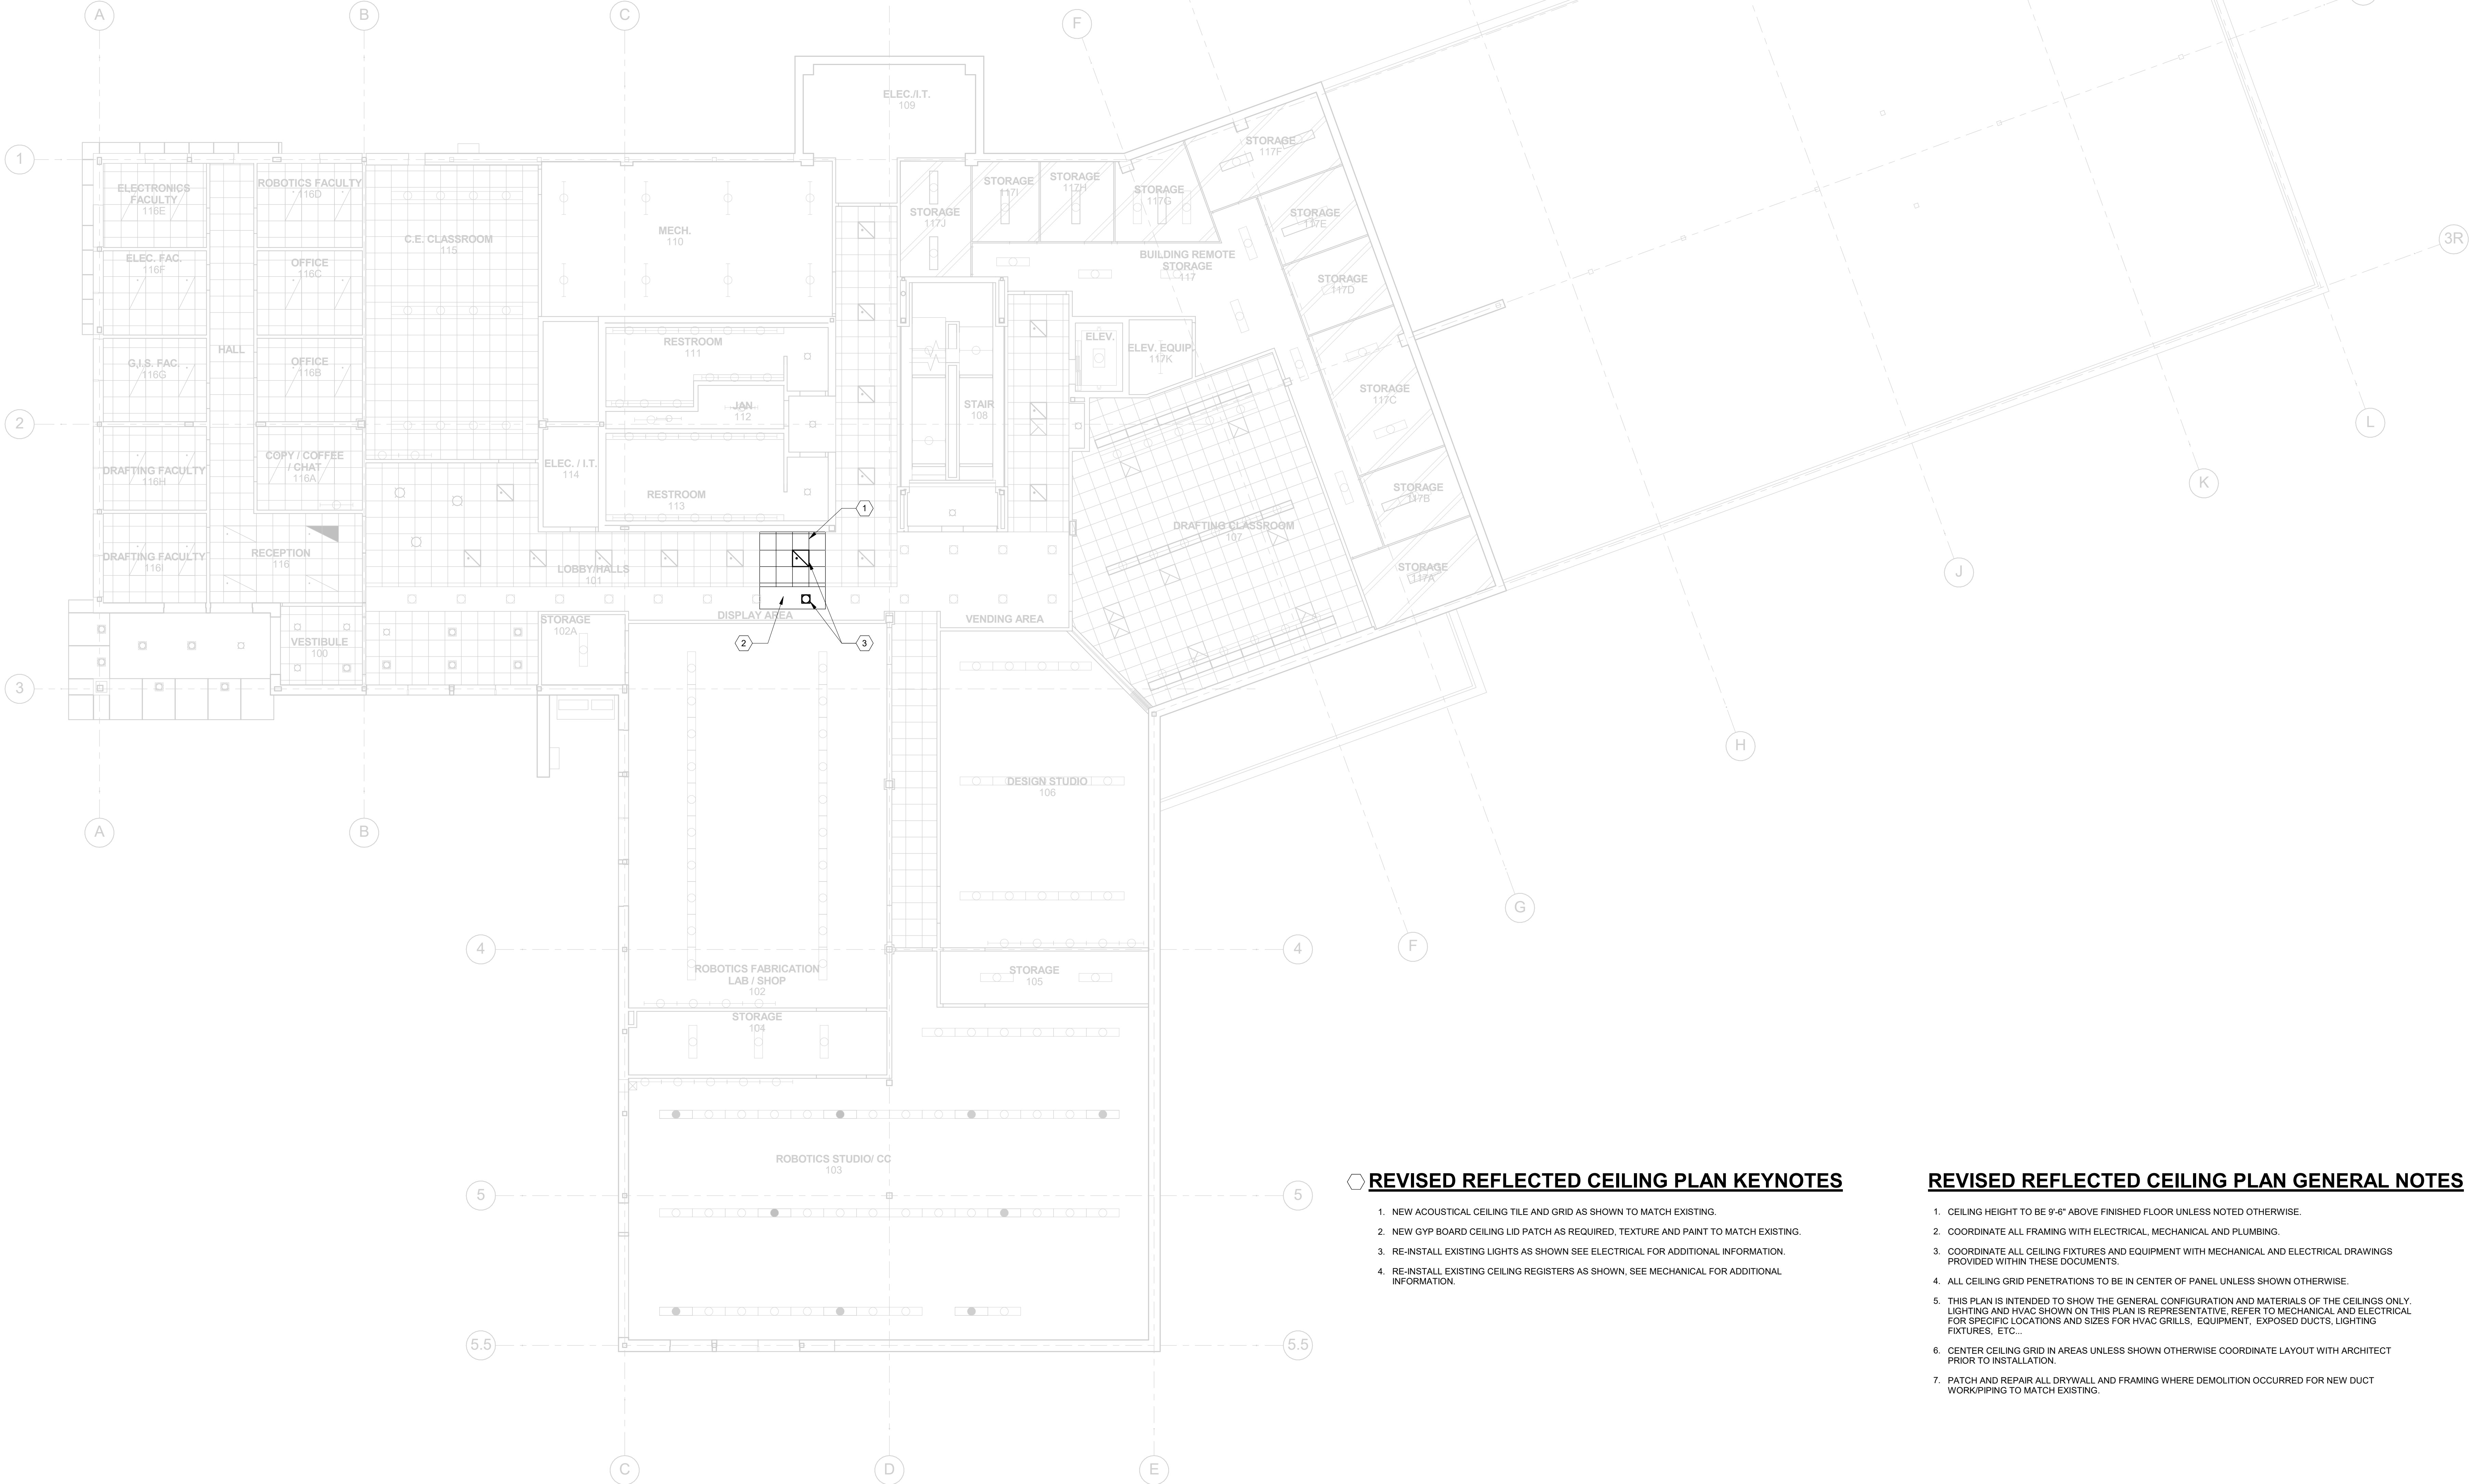 A
B
C
F
1
ELEC./I.T.
109
STORAGE
117F
ELECTRONICS
FACULTY
116E
ROBOTICS FACULTY
116D
STORAGE
117I
STORAGE
117H
STORAGE
117G
STORAGE
117J
STORAGE
117E
C.E. CLASSROOM
115
MECH.
110
3R
ELEC. FAC.
116F
OFFICE
116C
BUILDING REMOTE
STORAGE
117
STORAGE
117D
HALL
RESTROOM
111
ELEV.
ELEV. EQUIP.
117K
G.I.S. FAC.
116G
OFFICE
116B
STORAGE
117C
JAN
112
STAIR
108
2
L
DRAFTING FACULTY
116H
COPY / COFFEE
/ CHAT
116A
ELEC. / I.T.
114
RESTROOM
113
STORAGE
117B
K
1
DRAFTING CLASSROOM
107
DRAFTING FACULTY
116I
RECEPTION
116
LOBBY/HALLS
101
STORAGE
117A
J
DISPLAY AREA
VENDING AREA
STORAGE
102A
VESTIBULE
100
2
3
3
H
DESIGN STUDIO
106
A
B
G
4
4
F
ROBOTICS FABRICATION
LAB / SHOP
102
STORAGE
105
STORAGE
104
ROBOTICS STUDIO/ CC
103
5
5
5.5
5.5
C
D
E
REVISED REFLECTED CEILING PLAN KEYNOTES
1. NEW ACOUSTICAL CEILING TILE AND GRID AS SHOWN TO MATCH EXISTING.
2. NEW GYP BOARD CEILING LID PATCH AS REQUIRED, TEXTURE AND PAINT TO MATCH EXISTING.
3. RE-INSTALL EXISTING LIGHTS AS SHOWN SEE ELECTRICAL FOR ADDITIONAL INFORMATION.
4. RE-INSTALL EXISTING CEILING REGISTERS AS SHOWN, SEE MECHANICAL FOR ADDITIONAL
INFORMATION.
REVISED REFLECTED CEILING PLAN GENERAL NOTES
1. CEILING HEIGHT TO BE 9'-6" ABOVE FINISHED FLOOR UNLESS NOTED OTHERWISE.
2. COORDINATE ALL FRAMING WITH ELECTRICAL, MECHANICAL AND PLUMBING.
3. COORDINATE ALL CEILING FIXTURES AND EQUIPMENT WITH MECHANICAL AND ELECTRICAL DRAWINGS
PROVIDED WITHIN THESE DOCUMENTS.
4. ALL CEILING GRID PENETRATIONS TO BE IN CENTER OF PANEL UNLESS SHOWN OTHERWISE.
5. THIS PLAN IS INTENDED TO SHOW THE GENERAL CONFIGURATION AND MATERIALS OF THE CEILINGS ONLY.
LIGHTING AND HVAC SHOWN ON THIS PLAN IS REPRESENTATIVE, REFER TO MECHANICAL AND ELECTRICAL
FOR SPECIFIC LOCATIONS AND SIZES FOR HVAC GRILLS, EQUIPMENT, EXPOSED DUCTS, LIGHTING
FIXTURES, ETC...
6. CENTER CEILING GRID IN AREAS UNLESS SHOWN OTHERWISE COORDINATE LAYOUT WITH ARCHITECT
PRIOR TO INSTALLATION.
7. PATCH AND REPAIR ALL DRYWALL AND FRAMING WHERE DEMOLITION OCCURRED FOR NEW DUCT
WORK/PIPING TO MATCH EXISTING.